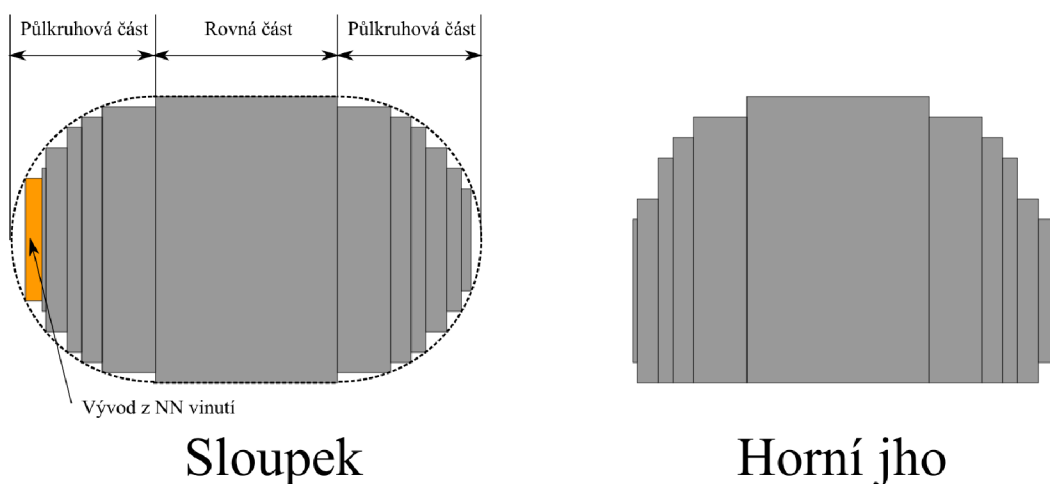 Půlkruhová část
Rovná část
Půlkruhová část
Vývod z NN vinutí
Sloupek
Horní jho